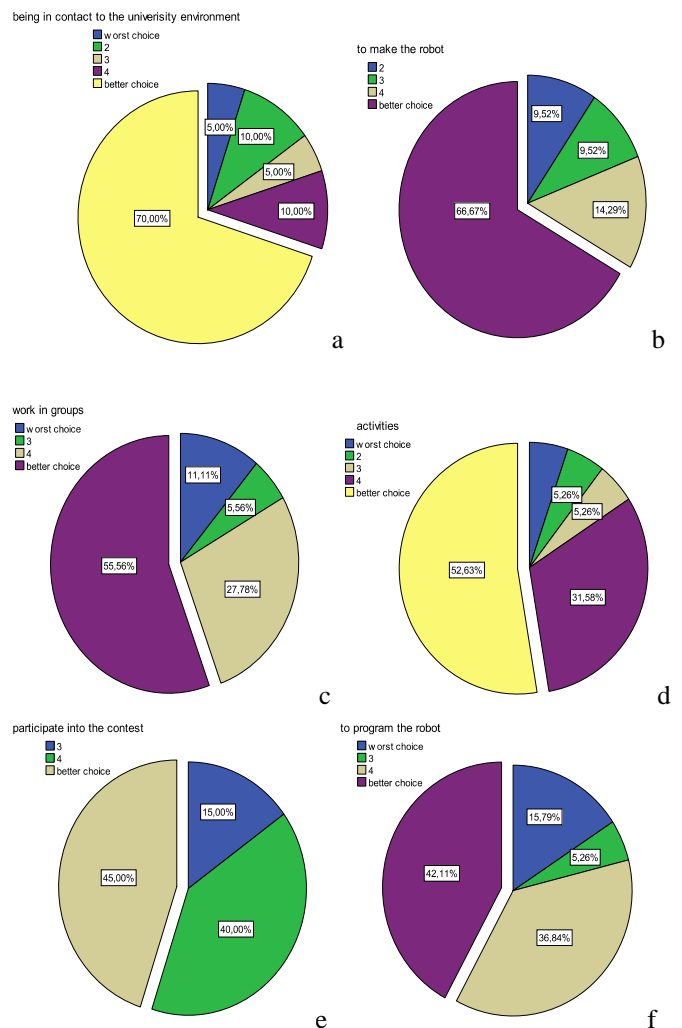 being in contact to the univerisity environment
w orst choice
2
3
4
better choice
5,00%
10,00%
5,00%
10,00%
70,00%
a
to make the robot
2
3
4
better choice
9,52%
9,52%
14,29%
66,67%
b
work in groups
w orst choice
3
4
better choice
11,11%
5,56%
27,78%
55,56%
c
activities
w orst choice
2
3
4
better choice
5,26%
5,26%
31,58%
52,63%
d
participate into the contest
3
4
better choice
15,00%
40,00%
45,00%
e
to program the robot
w orst choice
3
4
better choice
15,79%
5,26%
36,84%
42,11%
f